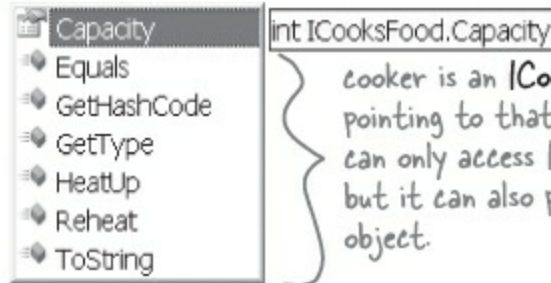 Capacity
int ICooksFood.Capacity
Equals
GetHashCode
GetType
HeatUp
Reheat
ToString
cooker is an
pointing to that
can only access
but it can also
object.